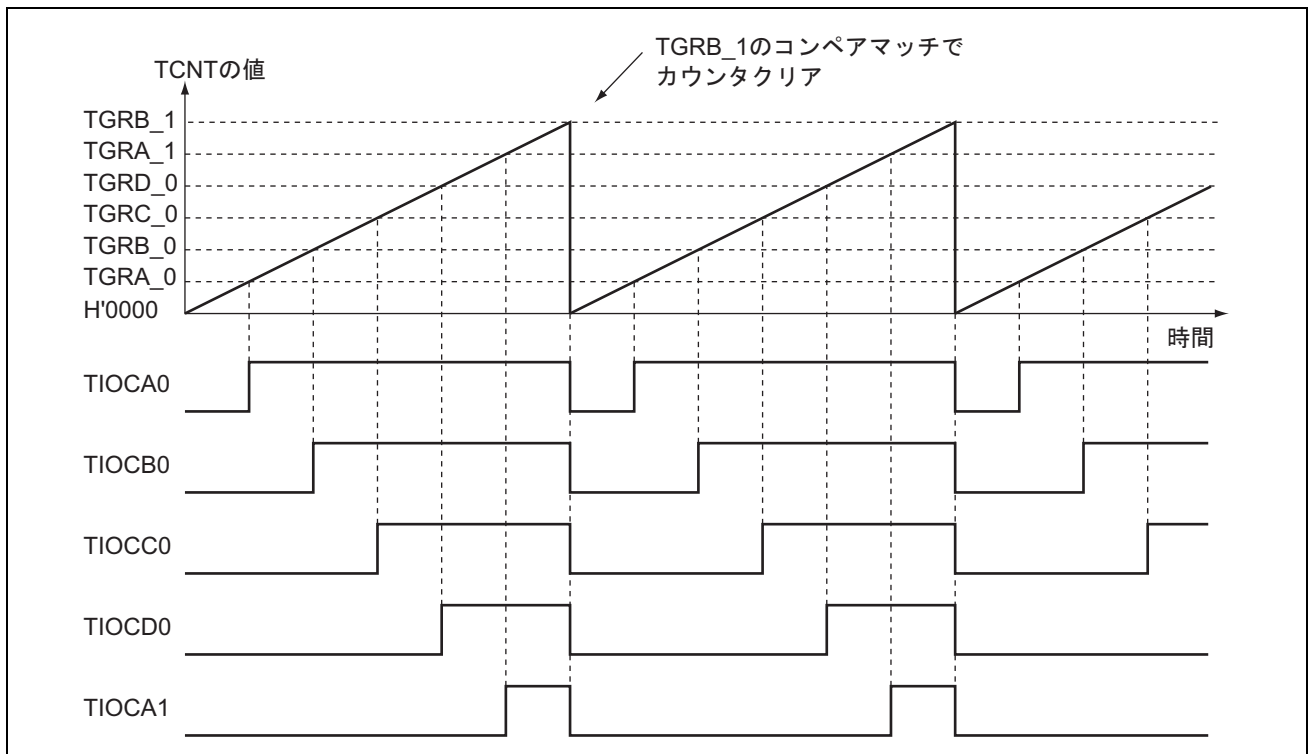 TGRB_1のコンペアマッチで
カウンタクリア
TCNTの値
TGRB_1
TGRA_1
TGRD_0
TGRC_0
TGRB_0
TGRA_0
H'0000
時間
TIOCA0
TIOCB0
TIOCC0
TIOCD0
TIOCA1